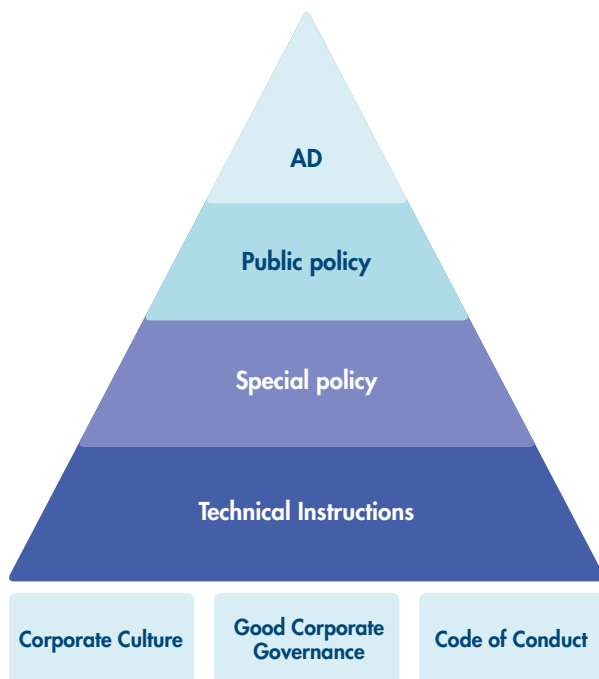 AD
Public policy
Special policy
Technical Instructions
Corporate Culture
Good Corporate
Governance
Code of Conduct